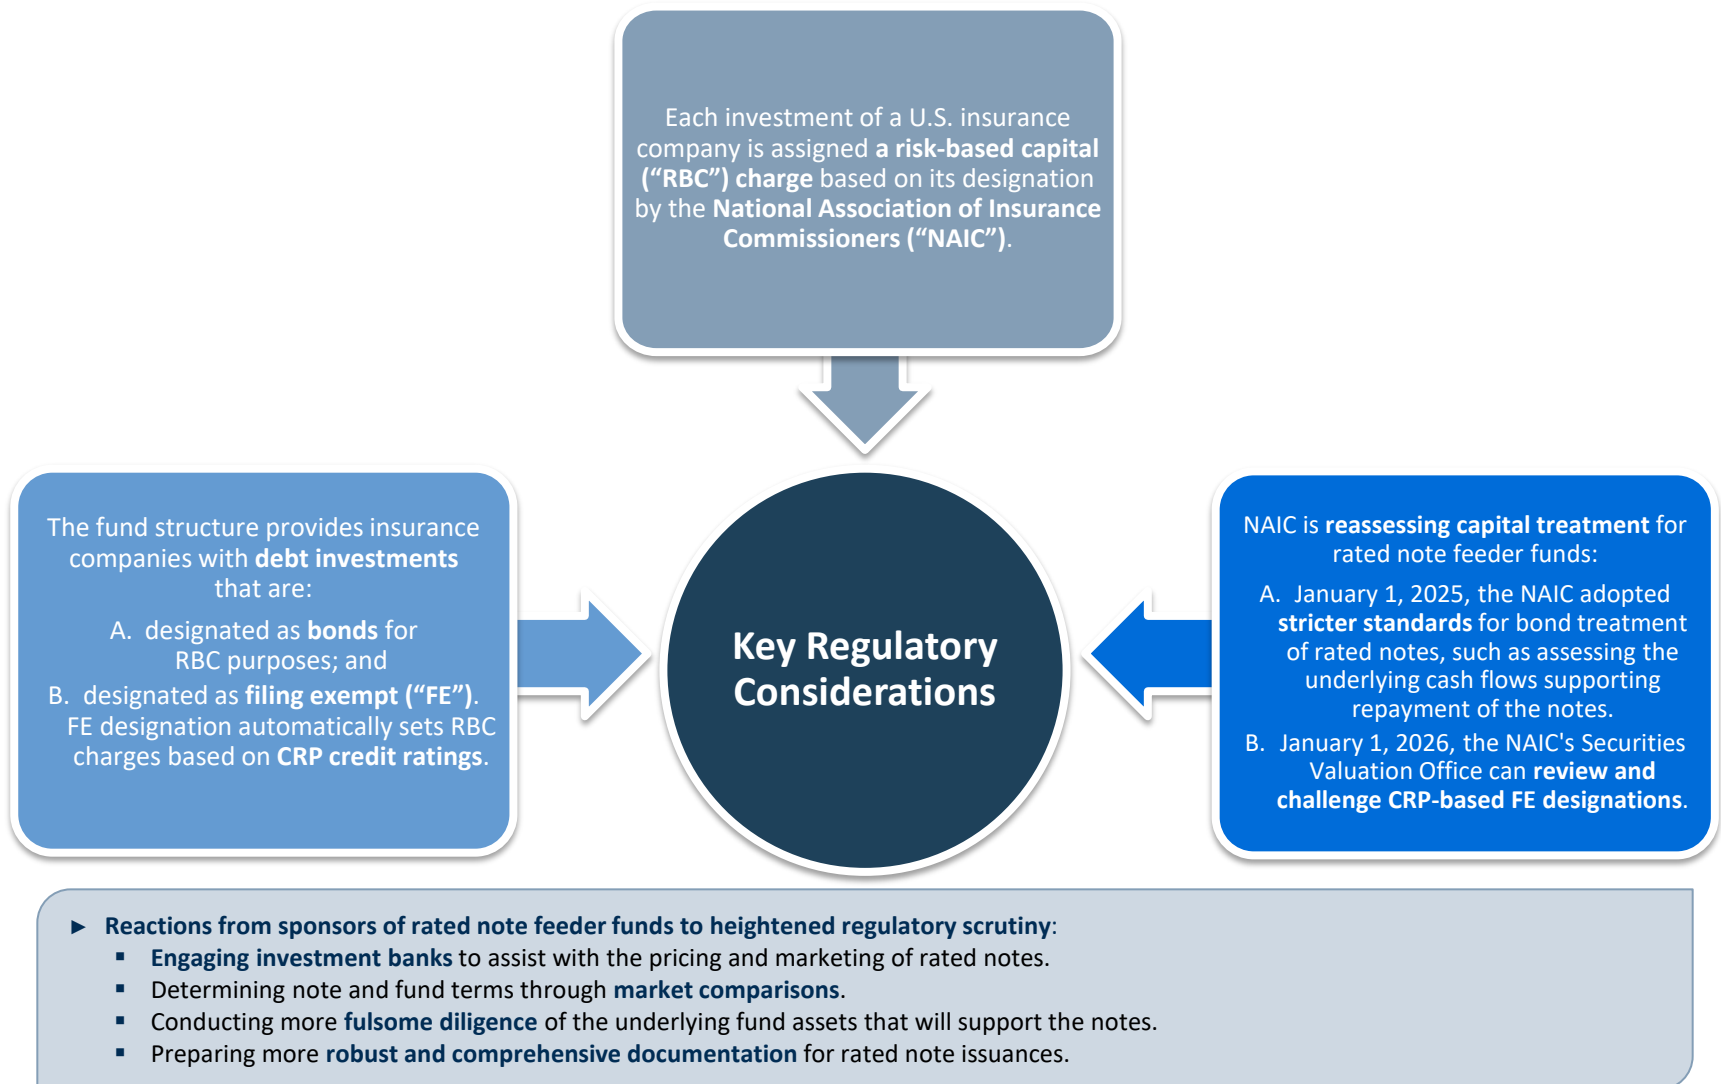 Each investment of a U.S. insurance
company is assigned a risk-based capital
(“RBC”) charge based on its designation
by the National Association of Insurance
Commissioners (“NAIC”).
The fund structure provides insurance
companies with debt investments
that are:
A. designated as bonds for
RBC purposes; and
B. designated as filing exempt (“FE”).
FE designation automatically sets RBC
charges based on CRP credit ratings.
Key Regulatory
Considerations
NAIC is reassessing capital treatment for
rated note feeder funds:
A. January 1, 2025, the NAIC adopted
stricter standards for bond treatment
of rated notes, such as assessing the
underlying cash flows supporting
repayment of the notes.
B. January 1, 2026, the NAIC's Securities
Valuation Office can review and
challenge CRP-based FE designations.
► Reactions from sponsors of rated note feeder funds to heightened regulatory scrutiny:
▪ Engaging investment banks to assist with the pricing and marketing of rated notes.
▪ Determining note and fund terms through market comparisons.
▪ Conducting more fulsome diligence of the underlying fund assets that will support the notes.
▪ Preparing more robust and comprehensive documentation for rated note issuances.